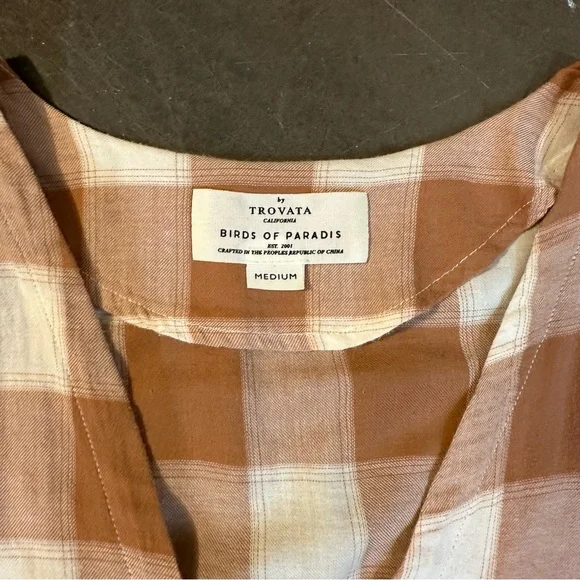 by
TROVATA
CALIFORNIA
BIRDS OF PARADIS
EST. 2001
CRAFTED IN THE PEOPLES REPUBLIC OF CHINA
MEDIUM